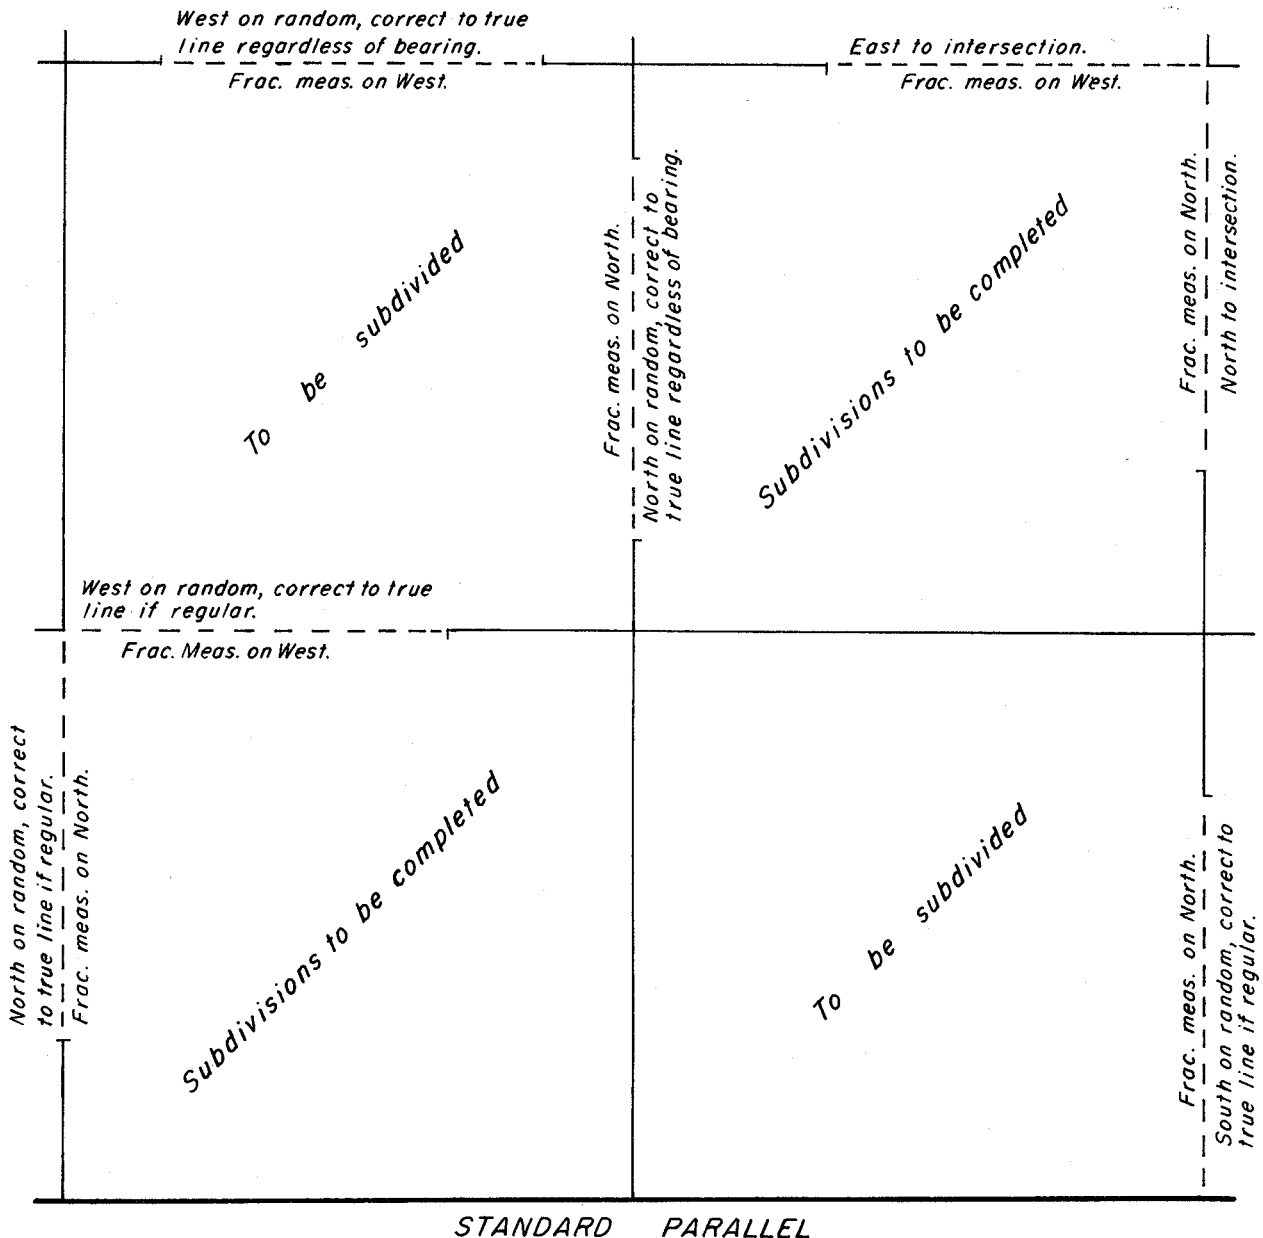 West on random, correct to true
line regardless of bearing.
Frac. meas. on West.
East to intersection.
Frac. meas. on West.
To be subdivided
Frac. meas. on North.
North on random, correct to
true line regardless of bearing.
Subdivisions to be completed
Frac. meas. on North.
North to intersection.
West on random, correct to true
line if regular.
Frac. Meas. on West.
North on random, correct
to true line if regular.
Frac. meas. on North.
Subdivisions to be completed
To be subdivided
Frac. meas. on North.
South on random, correct to
true line if regular.
STANDARD PARALLEL